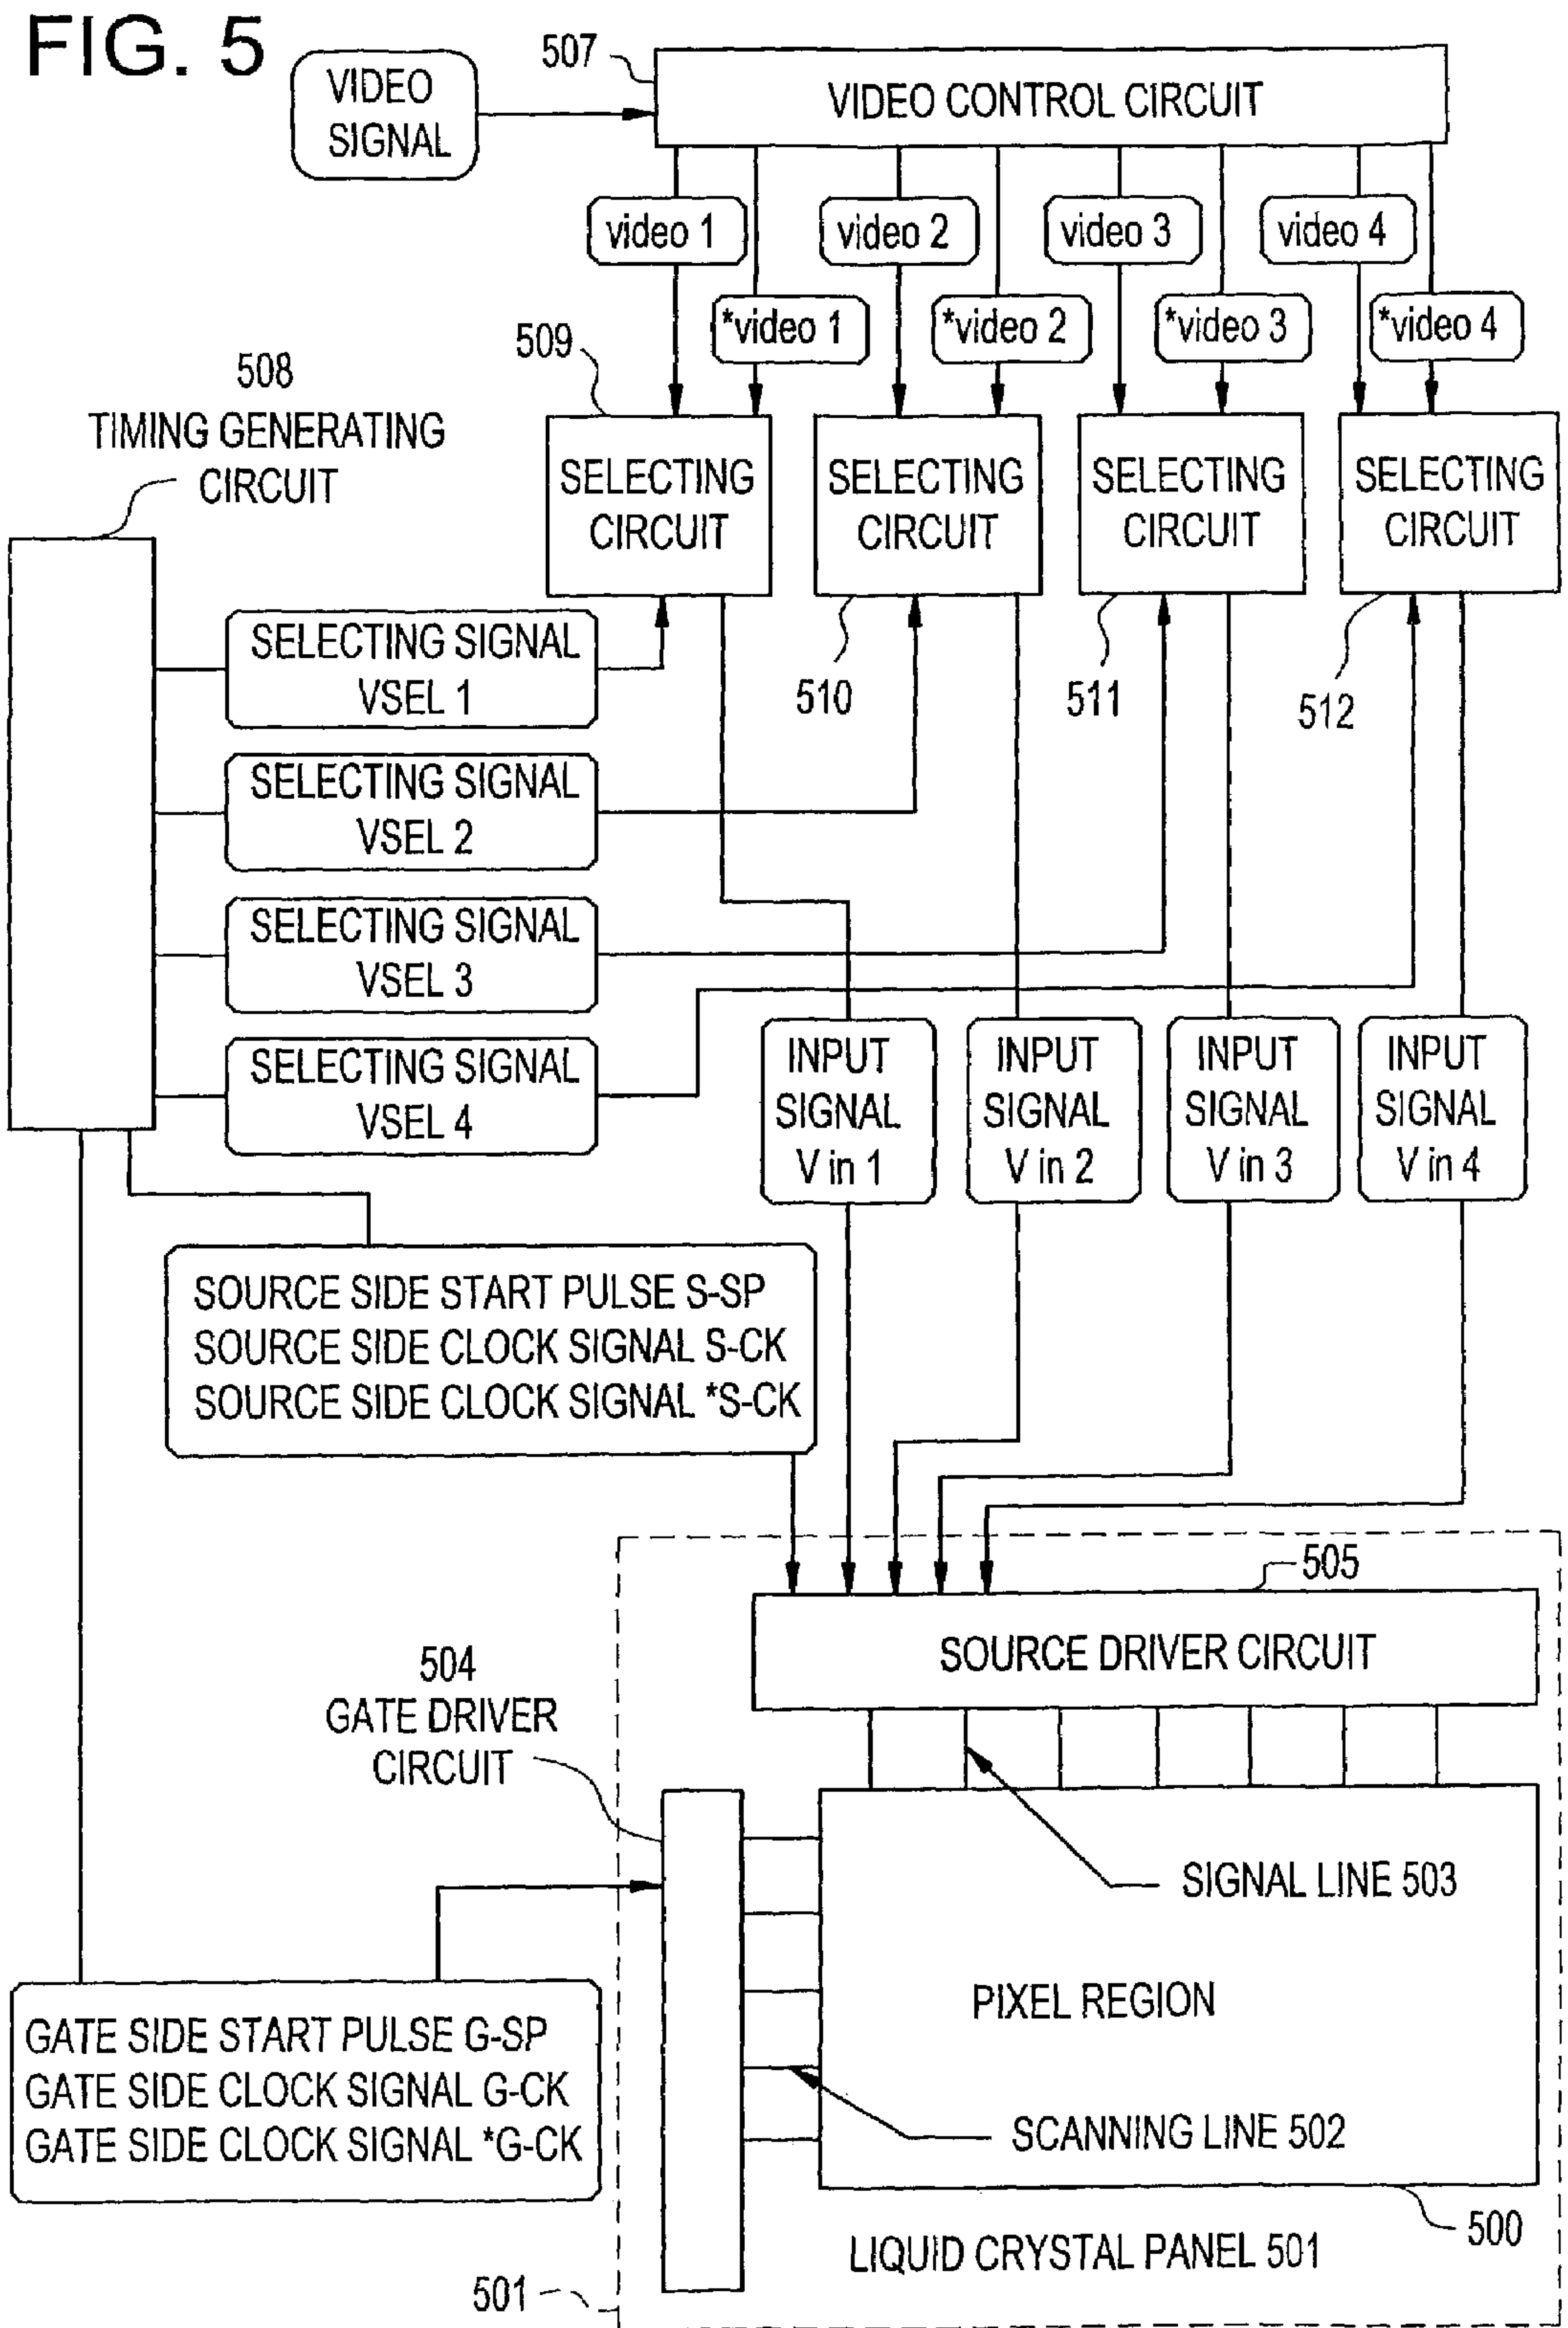 FIG. 5
VIDEO
SIGNAL
507
VIDEO CONTROL CIRCUIT
video 1
video 2
video 3
video 4
*video 1
*video 2
*video 3
*video 4
509
508
TIMING GENERATING
CIRCUIT
SELECTING
CIRCUIT
SELECTING
CIRCUIT
SELECTING
CIRCUIT
SELECTING
CIRCUIT
510
511
512
SELECTING SIGNAL
VSEL 1
SELECTING SIGNAL
VSEL 2
SELECTING SIGNAL
VSEL 3
SELECTING SIGNAL
VSEL 4
INPUT
SIGNAL
V in 1
INPUT
SIGNAL
V in 2
INPUT
SIGNAL
V in 3
INPUT
SIGNAL
V in 4
SOURCE SIDE START PULSE S-SP
SOURCE SIDE CLOCK SIGNAL S-CK
SOURCE SIDE CLOCK SIGNAL *S-CK
505
SOURCE DRIVER CIRCUIT
504
GATE DRIVER
CIRCUIT
SIGNAL LINE 503
PIXEL REGION
GATE SIDE START PULSE G-SP
GATE SIDE CLOCK SIGNAL G-CK
GATE SIDE CLOCK SIGNAL *G-CK
SCANNING LINE 502
500
LIQUID CRYSTAL PANEL 501
501